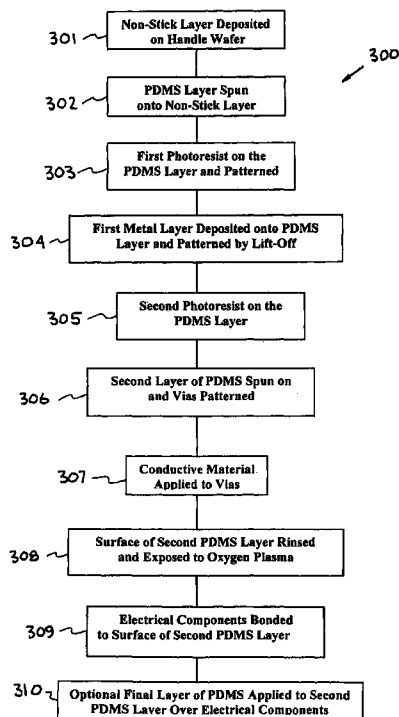 301
Non-Stick Layer Deposited
on Handle Wafer
300
302
PDMS Layer Spun
onto Non-Stick Layer
303
First Photoresist on the
PDMS Layer and Patterned
304
First Metal Layer Deposited onto PDMS
Layer and Patterned by Lift-Off
305
Second Photoresist on the
PDMS Layer
306
Second Layer of PDMS Spun on
and Vias Patterned
307
Conductive Material
Applied to Vias
308
Surface of Second PDMS Layer Rinsed
and Exposed to Oxygen Plasma
309
Electrical Components Bonded
to Surface of Second PDMS Layer
310
Optional Final Layer of PDMS Applied to Second
PDMS Layer Over Electrical Components